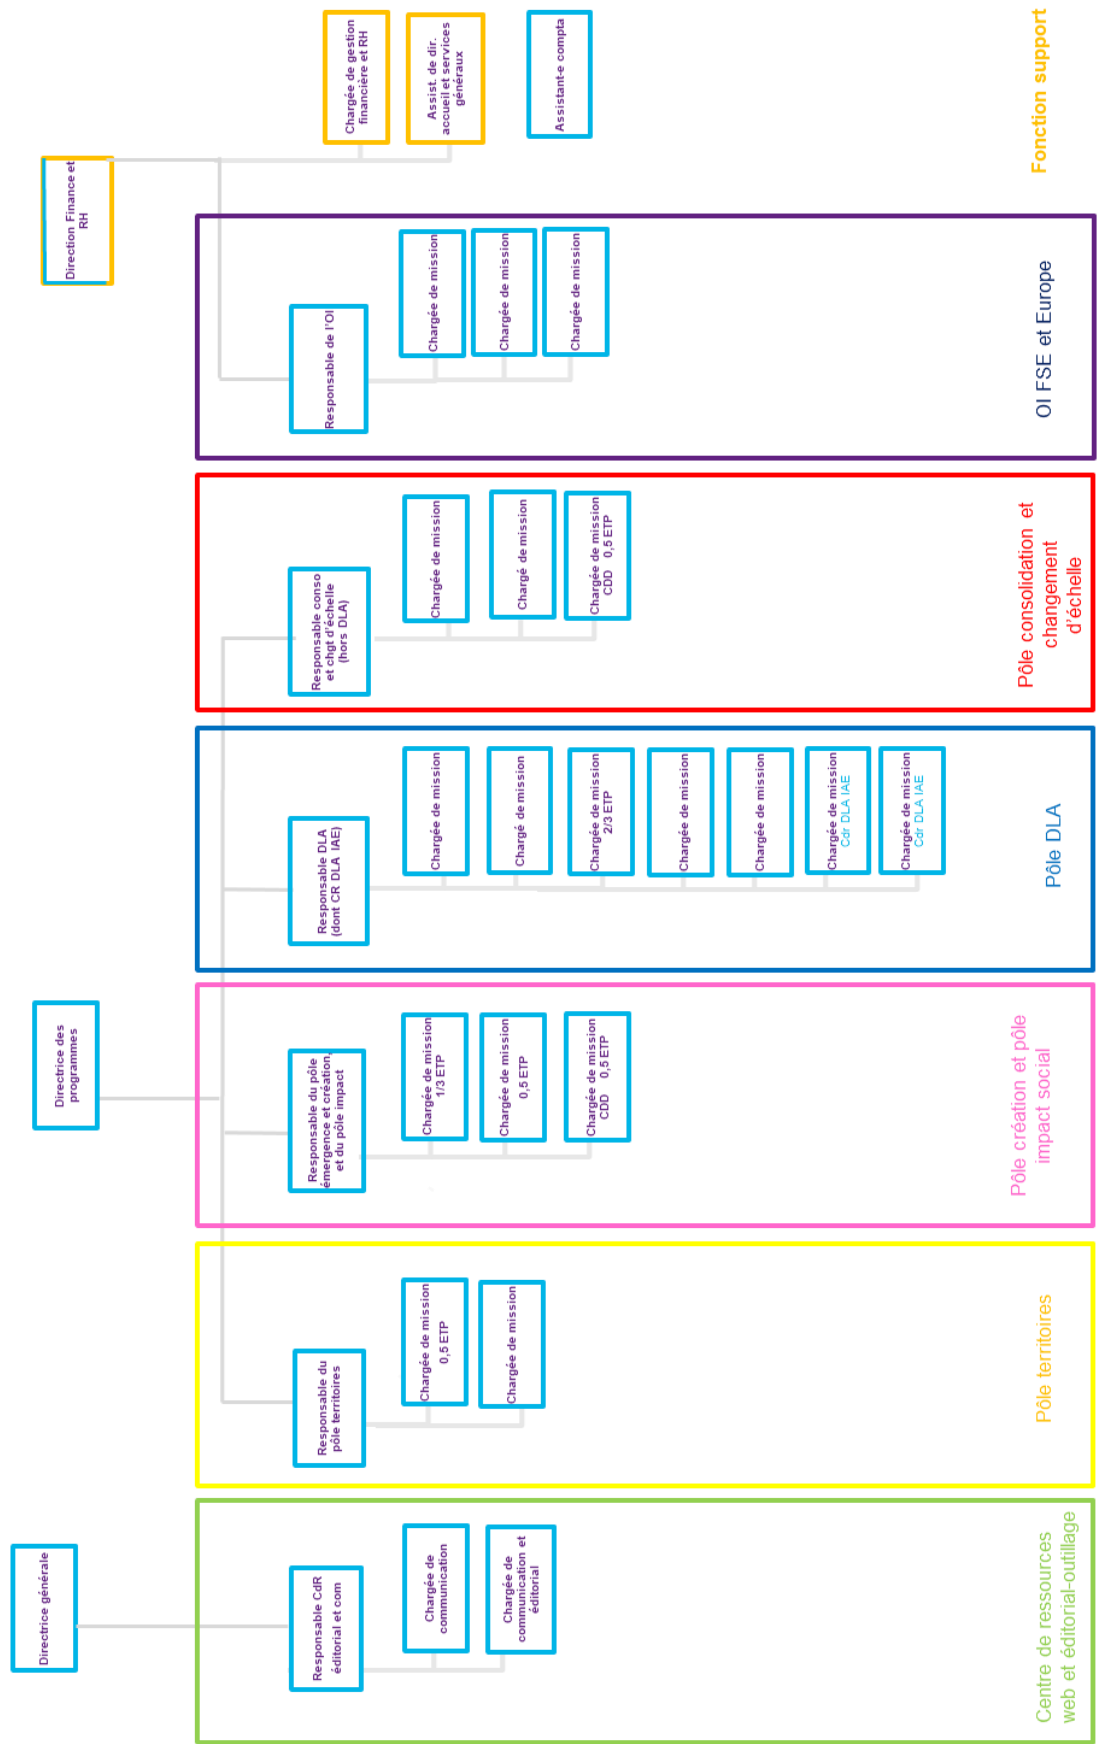 Directrice générale
Directrice des
programmes
Direction Finance et
RH
Responsable CdR
éditorial et com
Chargée de
communication
Chargée de
communication et
éditorial
Centre de ressources
web et éditorial-outillage
Responsable du
pôle territoires
Chargée de mission
0,5 ETP
Chargée de mission
Pôle territoires
Responsable du pôle
émergence et création,
et du pôle impact
Chargée de mission
1/3 ETP
Chargée de mission
0,5 ETP
Chargée de mission
CDD 0,5 ETP
Pôle création et pôle
impact social
Responsable DLA
(dont CR DLA IAE)
Chargée de mission
Chargé de mission
Chargée de mission
2/3 ETP
Chargée de mission
Chargée de mission
Chargée de mission
Cdr DLA IAE
Chargée de mission
Cdr DLA IAE
Pôle DLA
Responsable conso
et chgt d'échelle
(hors DLA)
Chargée de mission
Chargé de mission
Chargée de mission
CDD 0,5 ETP
Pôle consolidation et
changement
d'échelle
Responsable de l'OI
Chargée de mission
Chargée de mission
Chargée de mission
OI FSE et Europe
Chargée de gestion
financière et RH
Assist. de dir.
accueil et services
généraux
Assistant-e compta
Fonction support